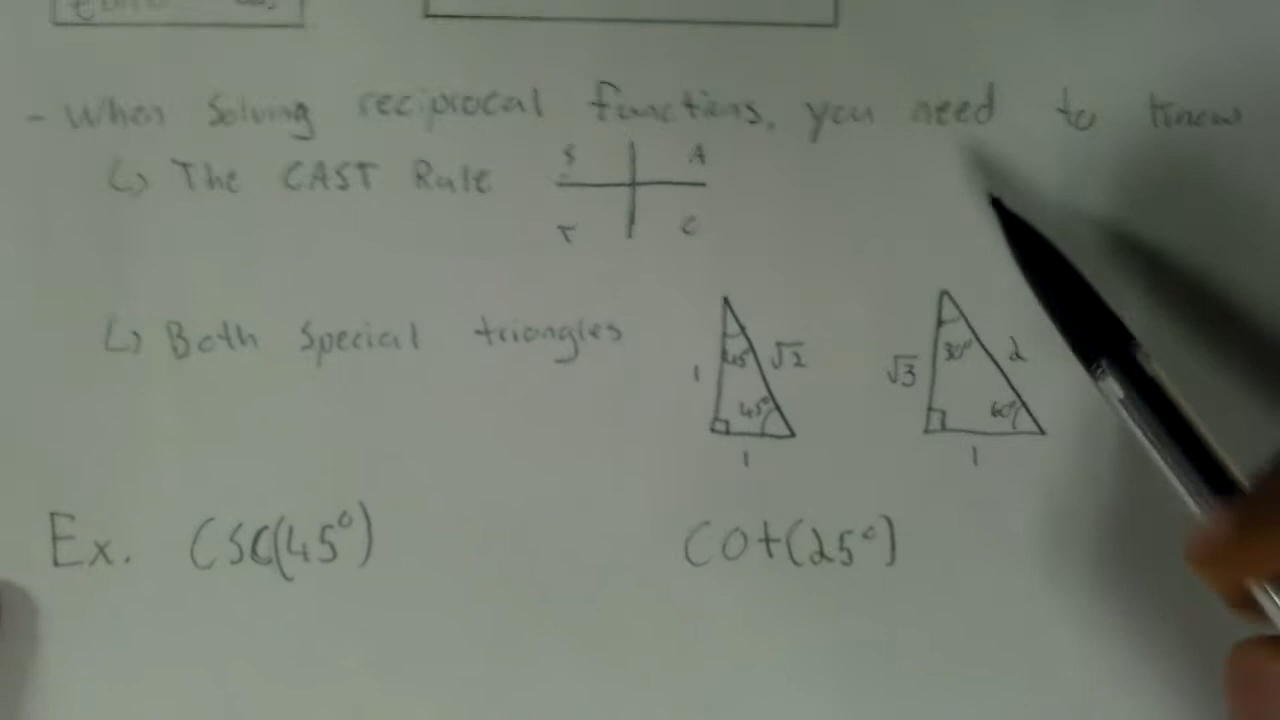 - When Solving reciprocal functions, you need to know
↳ The CAST Rule
S A
T C
↳ Both Special triangles
45° √2 30° 2
1 √3
45° 60°
1 1
Ex. CSC(45°) COt(25°)